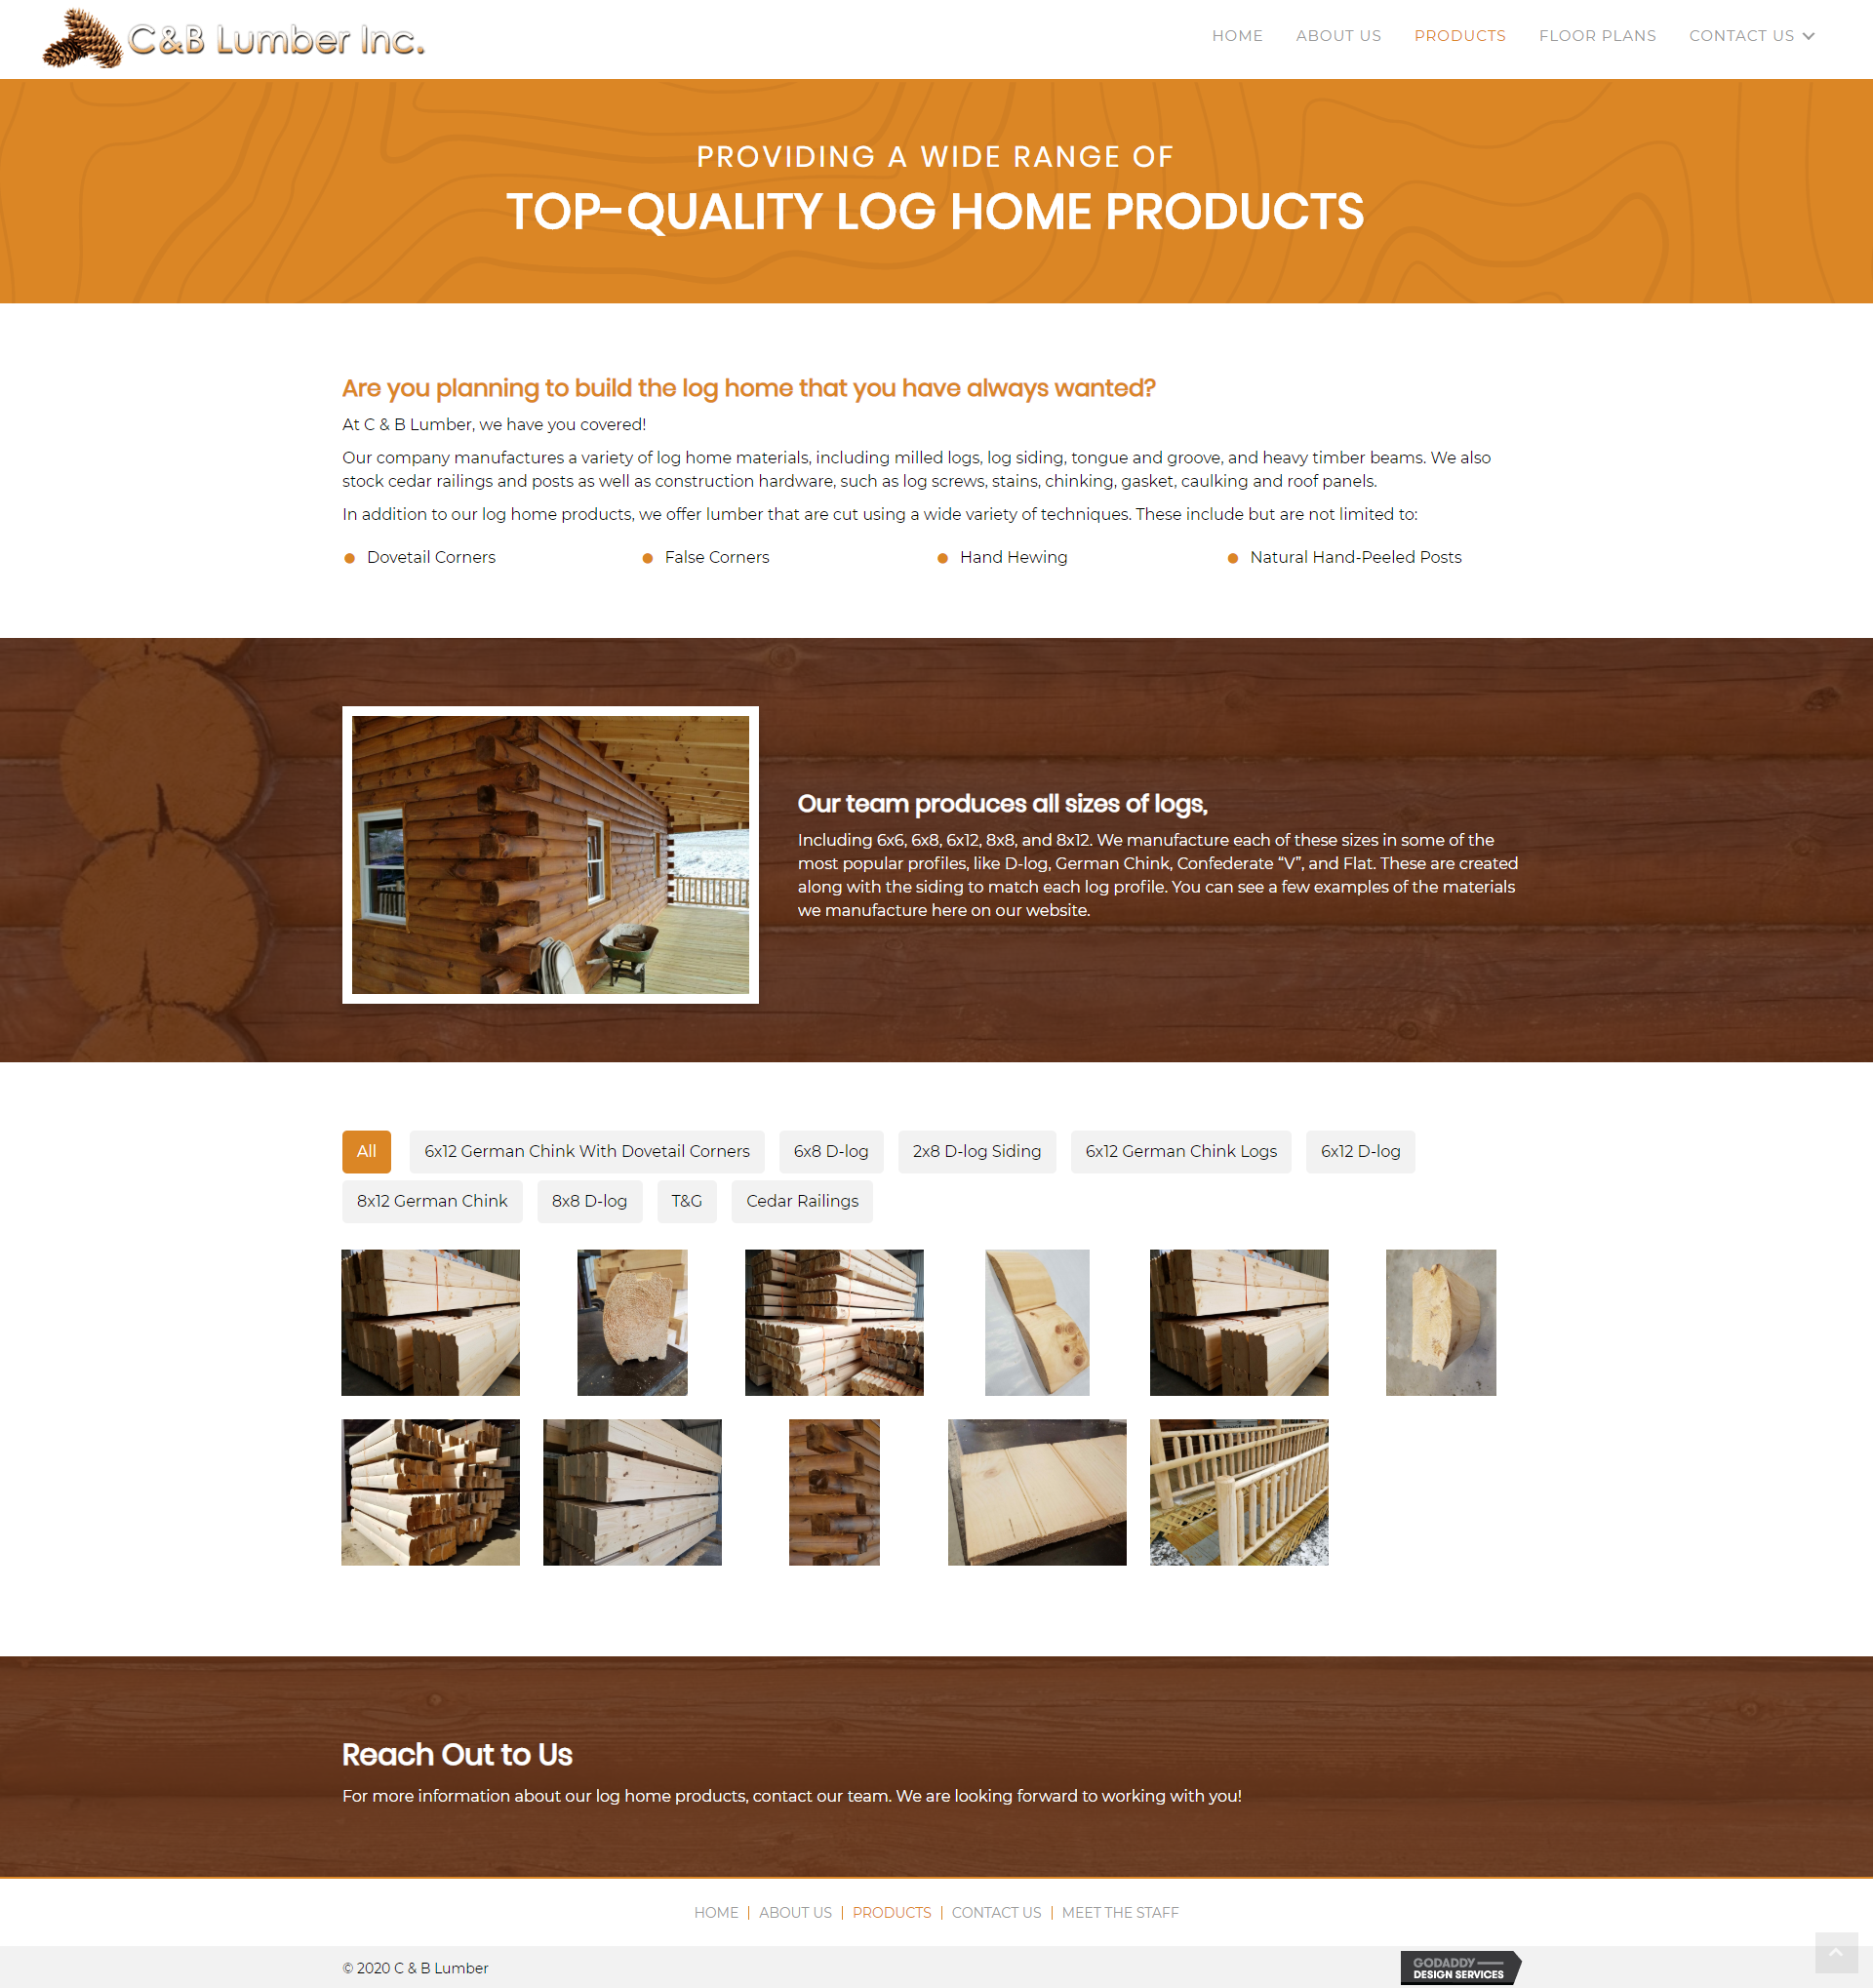 C&B Lumber Inc.
HOME ABOUT US PRODUCTS FLOOR PLANS CONTACT US
PROVIDING A WIDE RANGE OF
TOP-QUALITY LOG HOME PRODUCTS
Are you planning to build the log home that you have always wanted?
At C & B Lumber, we have you covered!
Our company manufactures a variety of log home materials, including milled logs, log siding, tongue and groove, and heavy timber beams. We also
stock cedar railings and posts as well as construction hardware, such as log screws, stains, chinking, gasket, caulking and roof panels.
In addition to our log home products, we offer lumber that are cut using a wide variety of techniques. These include but are not limited to:
Dovetail Corners False Corners Hand Hewing Natural Hand-Peeled Posts
Our team produces all sizes of logs,
Including 6x6, 6x8, 6x12, 8x8, and 8x12. We manufacture each of these sizes in some of the
most popular profiles, like D-log, German Chink, Confederate “V”, and Flat. These are created
along with the siding to match each log profile. You can see a few examples of the materials
we manufacture here on our website.
All 6x12 German Chink With Dovetail Corners 6x8 D-log 2x8 D-log Siding 6x12 German Chink Logs 6x12 D-log
8x12 German Chink 8x8 D-log T&G Cedar Railings
Reach Out to Us
For more information about our log home products, contact our team. We are looking forward to working with you!
HOME | ABOUT US | PRODUCTS | CONTACT US | MEET THE STAFF
© 2020 C & B Lumber
GODADDY
DESIGN SERVICES